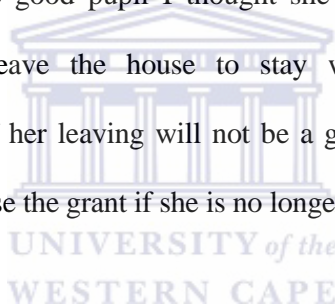 good pupil I thought she
eave the house to stay
her leaving will not be a
se the grant if she is no longe
UNIVERSITY of the
WESTERN CAPE